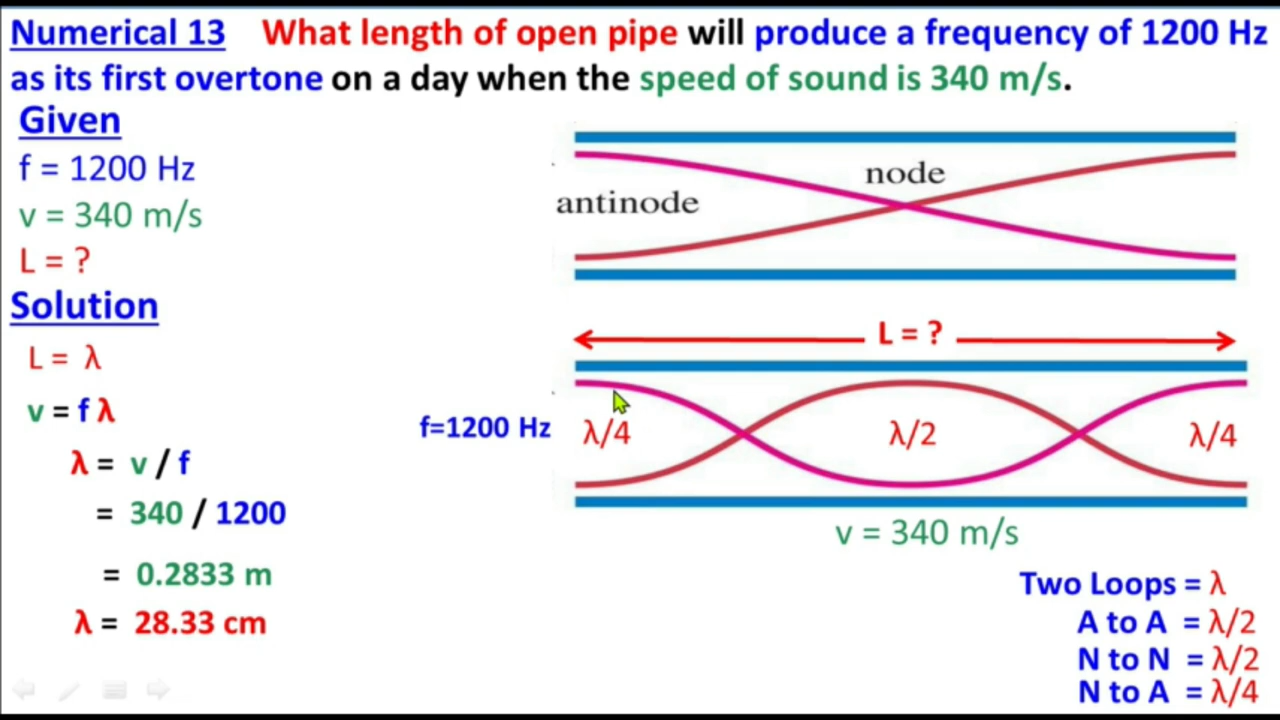 Numerical 13 What length of open pipe will produce a frequency of 1200 Hz
as its first overtone on a day when the speed of sound is 340 m/s.
Given
f = 1200 Hz
v = 340 m/s
L = ?
Solution
L = λ
v = f λ
λ = v / f
= 340 / 1200
= 0.2833 m
λ = 28.33 cm
node
antinode
L = ?
f=1200 Hz
λ/4 λ/2 λ/4
v = 340 m/s
Two Loops = λ
A to A = λ/2
N to N = λ/2
N to A = λ/4